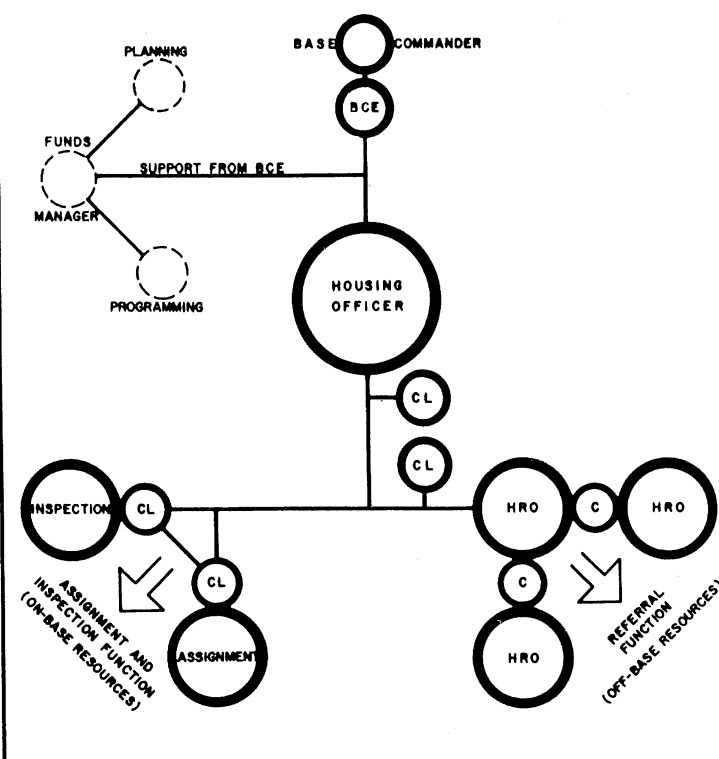 BASE COMMANDER
BCE
PLANNING
FUNDS
MANAGER
SUPPORT FROM BCE
PROGRAMMING
HOUSING
OFFICER
CL
CL
INSPECTION
CL
CL
ASSIGNMENT
ASSIGNMENT AND
INSPECTION FUNCTION
(ON-BASE RESOURCES)
HRO
C
HRO
C
HRO
REFERRAL
FUNCTION
(OFF-BASE RESOURCES)